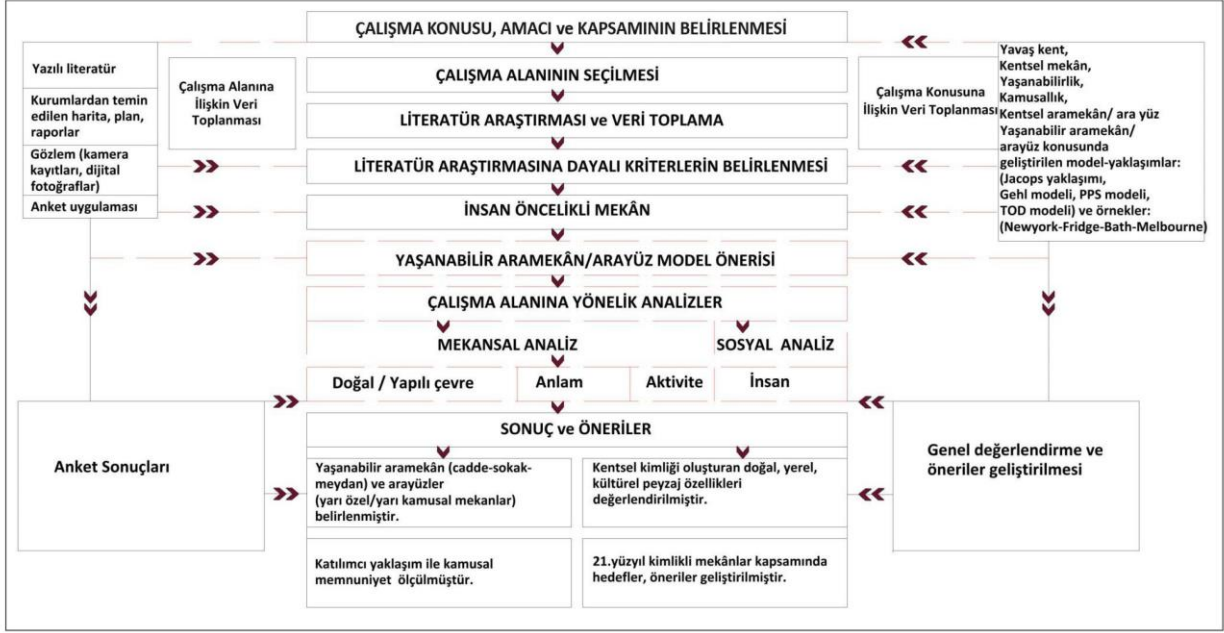 ÇALIŞMA KONUSU, AMACI ve KAPSAMININ BELİRLENMESİ
Yazılı literatür
Kurumlardan temin
edilen harita, plan,
raporlar
Gözlem (kamera
kayıtları, dijital
fotoğraflar)
Anket uygulaması
Çalışma Alanına
İlişkin Veri
Toplanması
ÇALIŞMA ALANININ SEÇİLMESİ
LİTERATÜR ARAŞTIRMASI ve VERİ TOPLAMA
LİTERATÜR ARAŞTIRMASINA DAYALI KRİTERLERİN BELİRLENMESİ
İNSAN ÖNCELİKLİ MEKÂN
YAŞANABİLİR ARAMEKÂN/ARAYÜZ MODEL ÖNERİSİ
Çalışma Konusuna
İlişkin Veri Toplanması
Yavaş kent,
Kentsel mekân,
Yaşanabilirlik,
Kamusallık,
Kentsel aramekân/ ara yüz
Yaşanabilir aramekân/
arayüz konusunda
geliştirilen model-yaklaşımlar:
(Jacops yaklaşımı,
Gehl modeli, PPS modeli,
TOD modeli) ve örnekler:
(Newyork-Fridge-Bath-Melbourne)
ÇALIŞMA ALANINA YÖNELİK ANALİZLER
MEKANSAL ANALİZ
SOSYAL ANALİZ
Doğal / Yapılı çevre
Anlam
Aktivite
İnsan
SONUÇ ve ÖNERİLER
Anket Sonuçları
Yaşanabilir aramekân (cadde-sokak-
meydan) ve arayüzler
(yarı özel/yarı kamusal mekanlar)
belirlenmiştir.
Kentsel kimliği oluşturan doğal, yerel,
kültürel peyzaj özellikleri
değerlendirilmiştir.
Katılımcı yaklaşım ile kamusal
memnuniyet ölçülmüştür.
21.yüzyıl kimlikli mekânlar kapsamında
hedefler, öneriler geliştirilmiştir.
Genel değerlendirme ve
öneriler geliştirilmesi